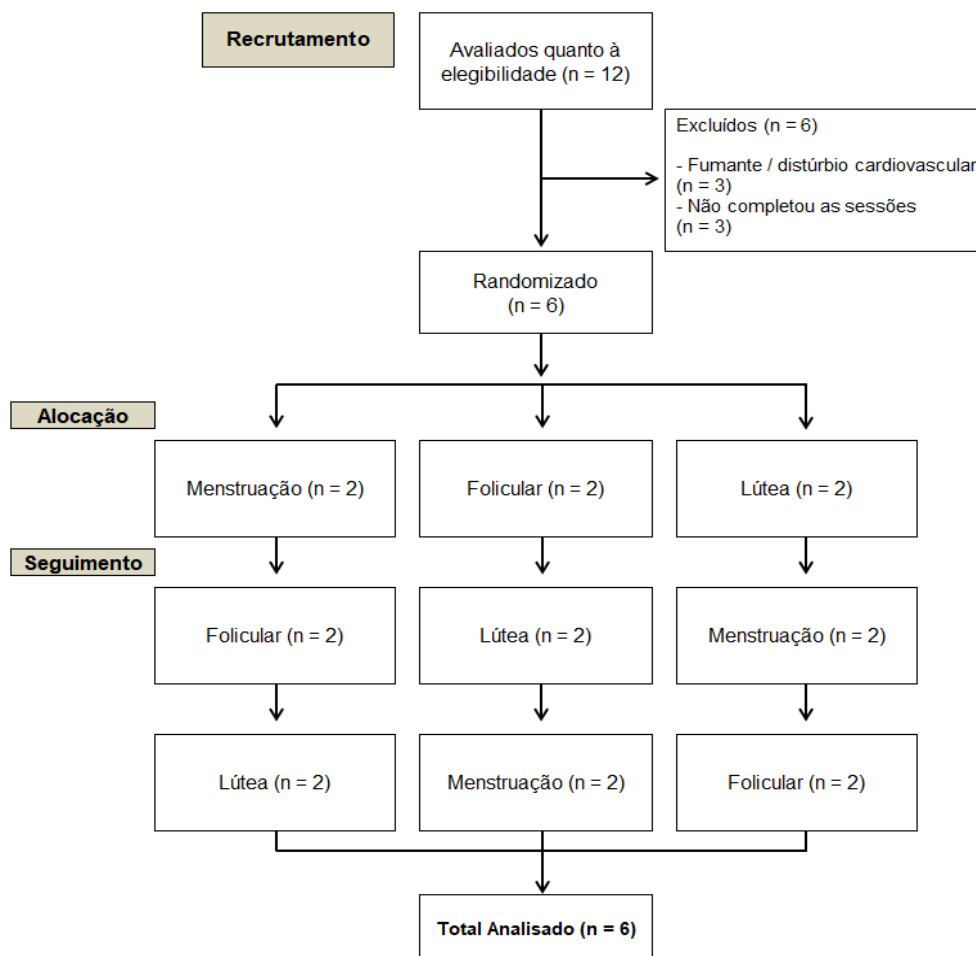 Recrutamento
Avaliados quanto à
elegibilidade (n = 12)
Excluídos (n = 6)
- Fumante / distúrbio cardiovascular
(n = 3)
- Não completou as sessões
(n = 3)
Randomizado
(n = 6)
Alocação
Menstruação (n = 2)
Folicular (n = 2)
Lútea (n = 2)
Seguimento
Folicular (n = 2)
Lútea (n = 2)
Menstruação (n = 2)
Lútea (n = 2)
Menstruação (n = 2)
Folicular (n = 2)
Total Analisado (n = 6)